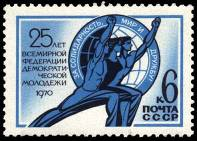 25 ЛЕТ
ВСЕМИРНОЙ
ФЕДЕРАЦИИ
ДЕМОКРАТИ-
ЧЕСКОЙ
МОЛОДЕЖИ
1970
ЗА СОЛИДАРНОСТЬ, МИР И ДРУЖБУ
К 6
ПОЧТА
СССР